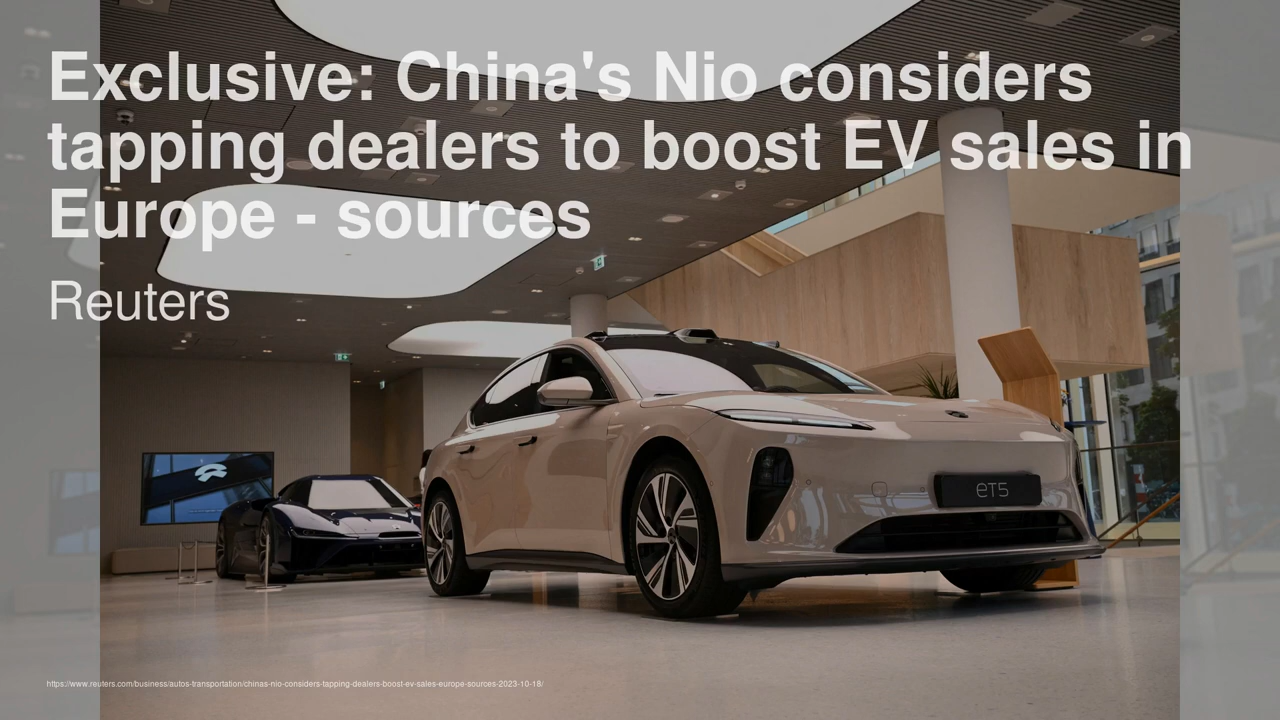 Exclusive: China's Nio considers
tapping dealers to boost EV sales in
Europe - sources
Reuters
eT5
https://www.reuters.com/business/autos-transportation/chinas-nio-considers-tapping-dealers-boost-ev-sales-europe-sources-2023-10-18/